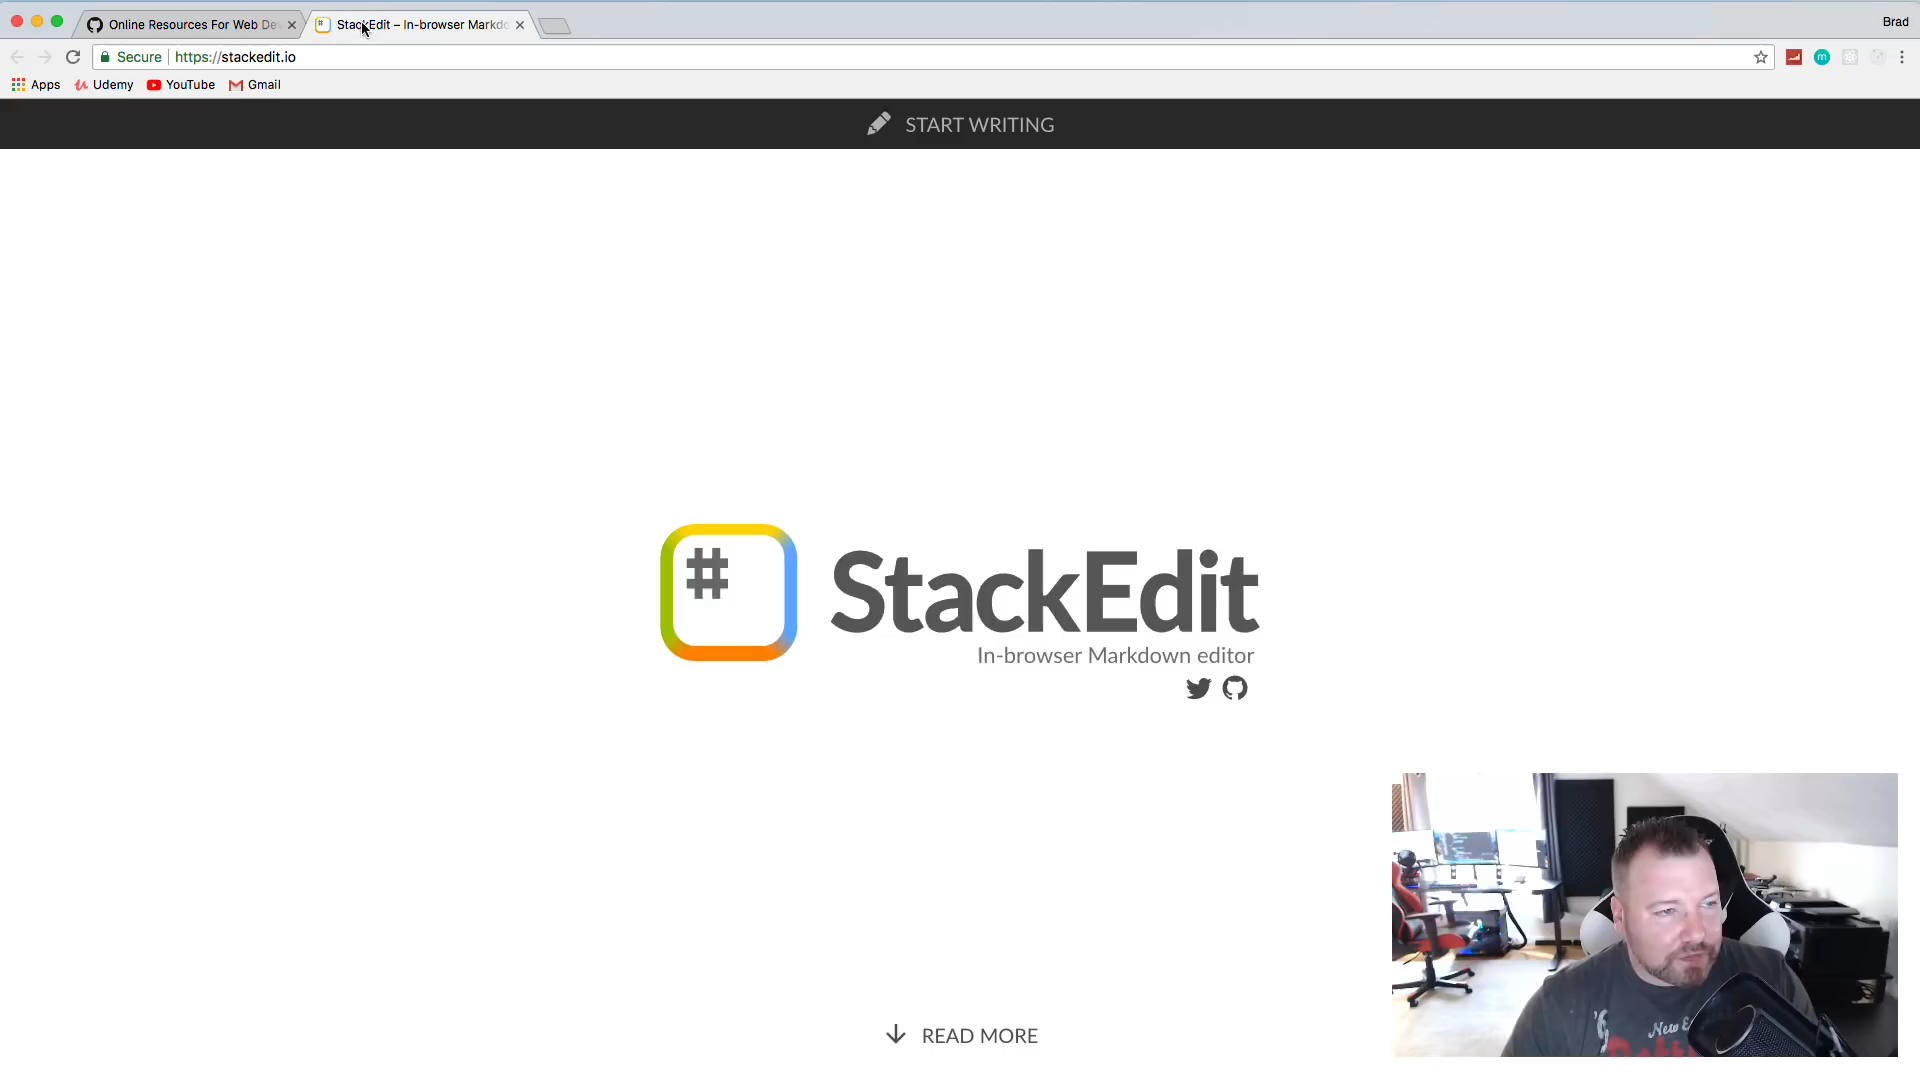 Online Resources For Web De
StackEdit – In-browser Markdo
Brad
Secure
https://stackedit.io
m
Apps
Udemy
YouTube
Gmail
START WRITING
#
StackEdit
In-browser Markdown editor
READ MORE
New E